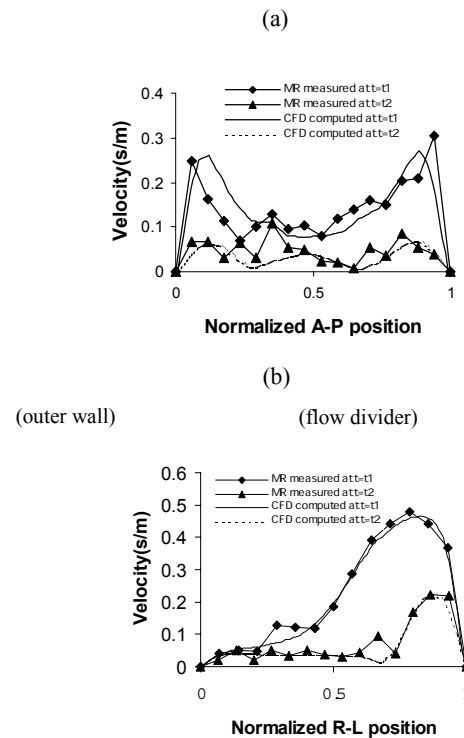 (a)
MR measured att=t1
MR measured att=t2
CFD computed att=t1
CFD computed att=t2
Velocity(s/m)
0.4
0.3
0.2
0.1
0
0
0.5
1
Normalized A-P position
(b)
(outer wall) (flow divider)
MR measured att=t1
MR measured att=t2
CFD computed att=t1
CFD computed att=t2
Velocity(s/m)
0.6
0.5
0.4
0.3
0.2
0.1
0
0
0.5
1
Normalized R-L position